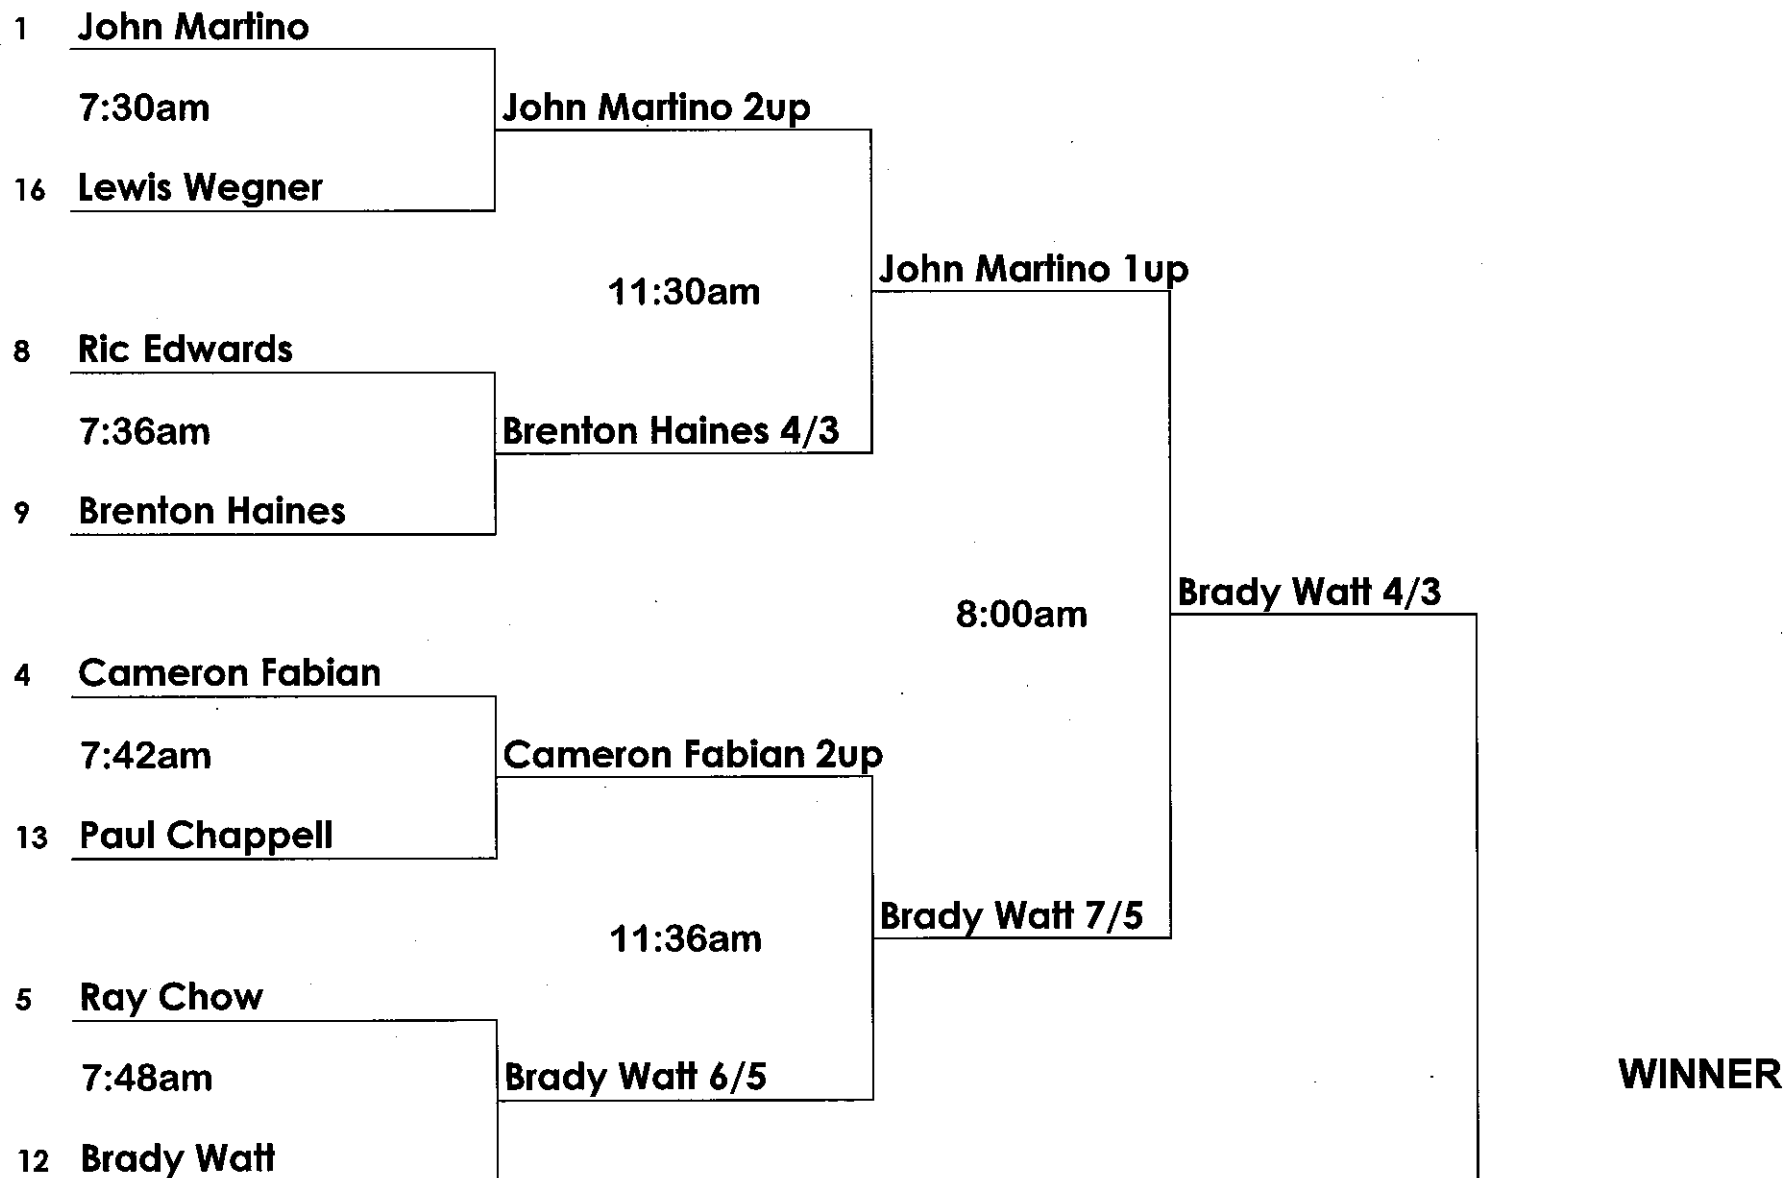 1 John Martino
7:30am
John Martino 2up
16 Lewis Wegner
John Martino 1up
11:30am
8 Ric Edwards
7:36am
Brenton Haines 4/3
9 Brenton Haines
Brady Watt 4/3
8:00am
4 Cameron Fabian
7:42am
Cameron Fabian 2up
13 Paul Chappell
Brady Watt 7/5
11:36am
5 Ray Chow
7:48am
Brady Watt 6/5
WINNER
12 Brady Watt